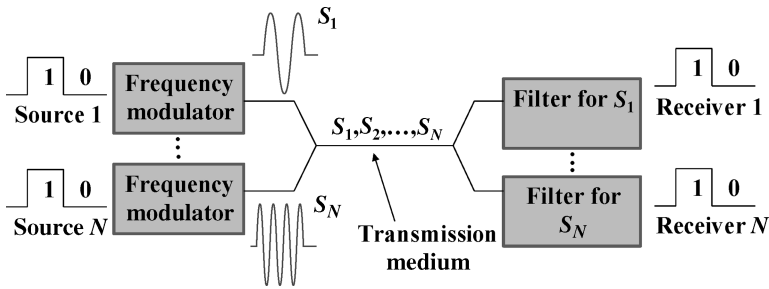 S1
1 0
Source 1
Frequency
modulator
S1,S2,...,SN
Filter for S1
1 0
Receiver 1
1 0
Source N
Frequency
modulator
SN
Transmission
medium
Filter for
SN
1 0
Receiver N